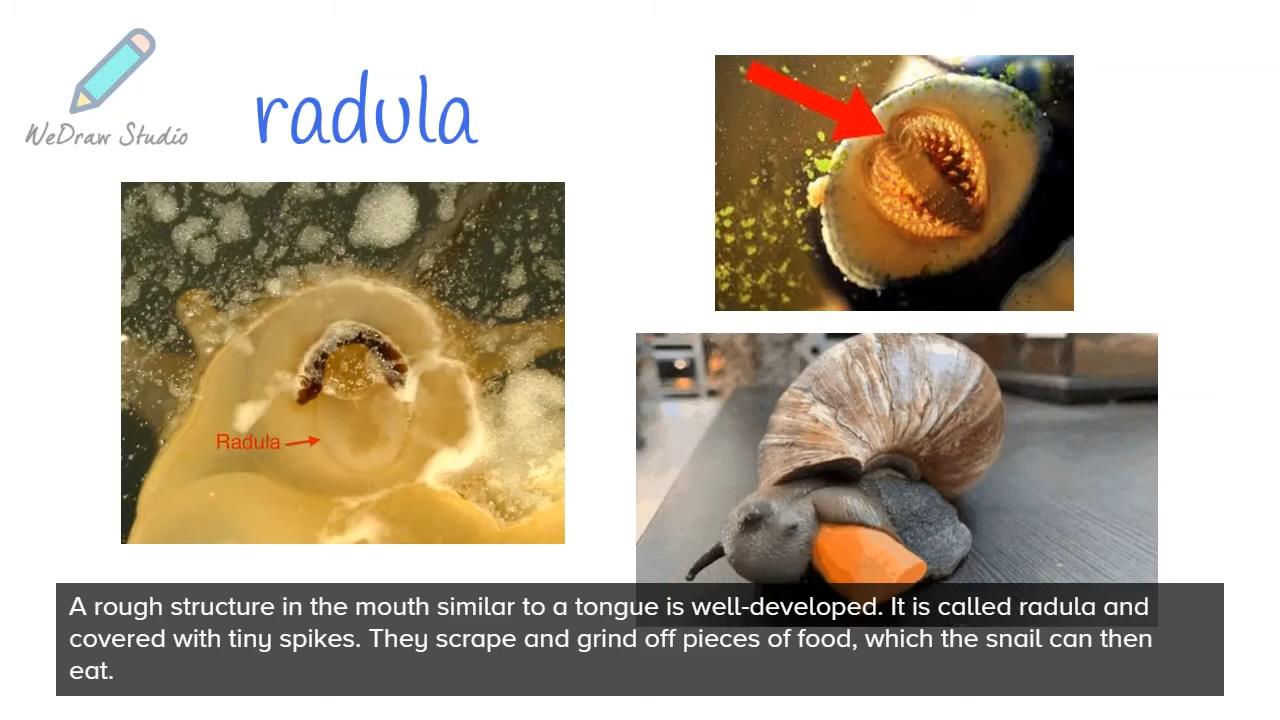 WeDraw Studio
radula
Radula
A rough structure in the mouth similar to a tongue is well-developed. It is called radula and
covered with tiny spikes. They scrape and grind off pieces of food, which the snail can then
eat.